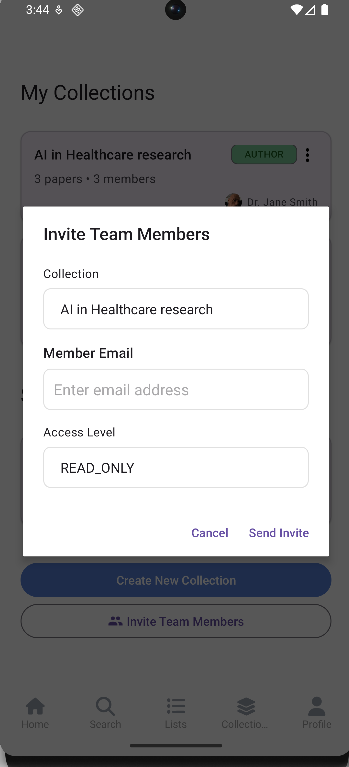 3:44
My Collections
AI in Healthcare research
AUTHOR
3 papers • 3 members
Dr. Jane Smith
Invite Team Members
Collection
AI in Healthcare research
Member Email
Enter email address
Access Level
READ_ONLY
Cancel
Send Invite
Create New Collection
Invite Team Members
Home
Search
Lists
Collectio...
Profile